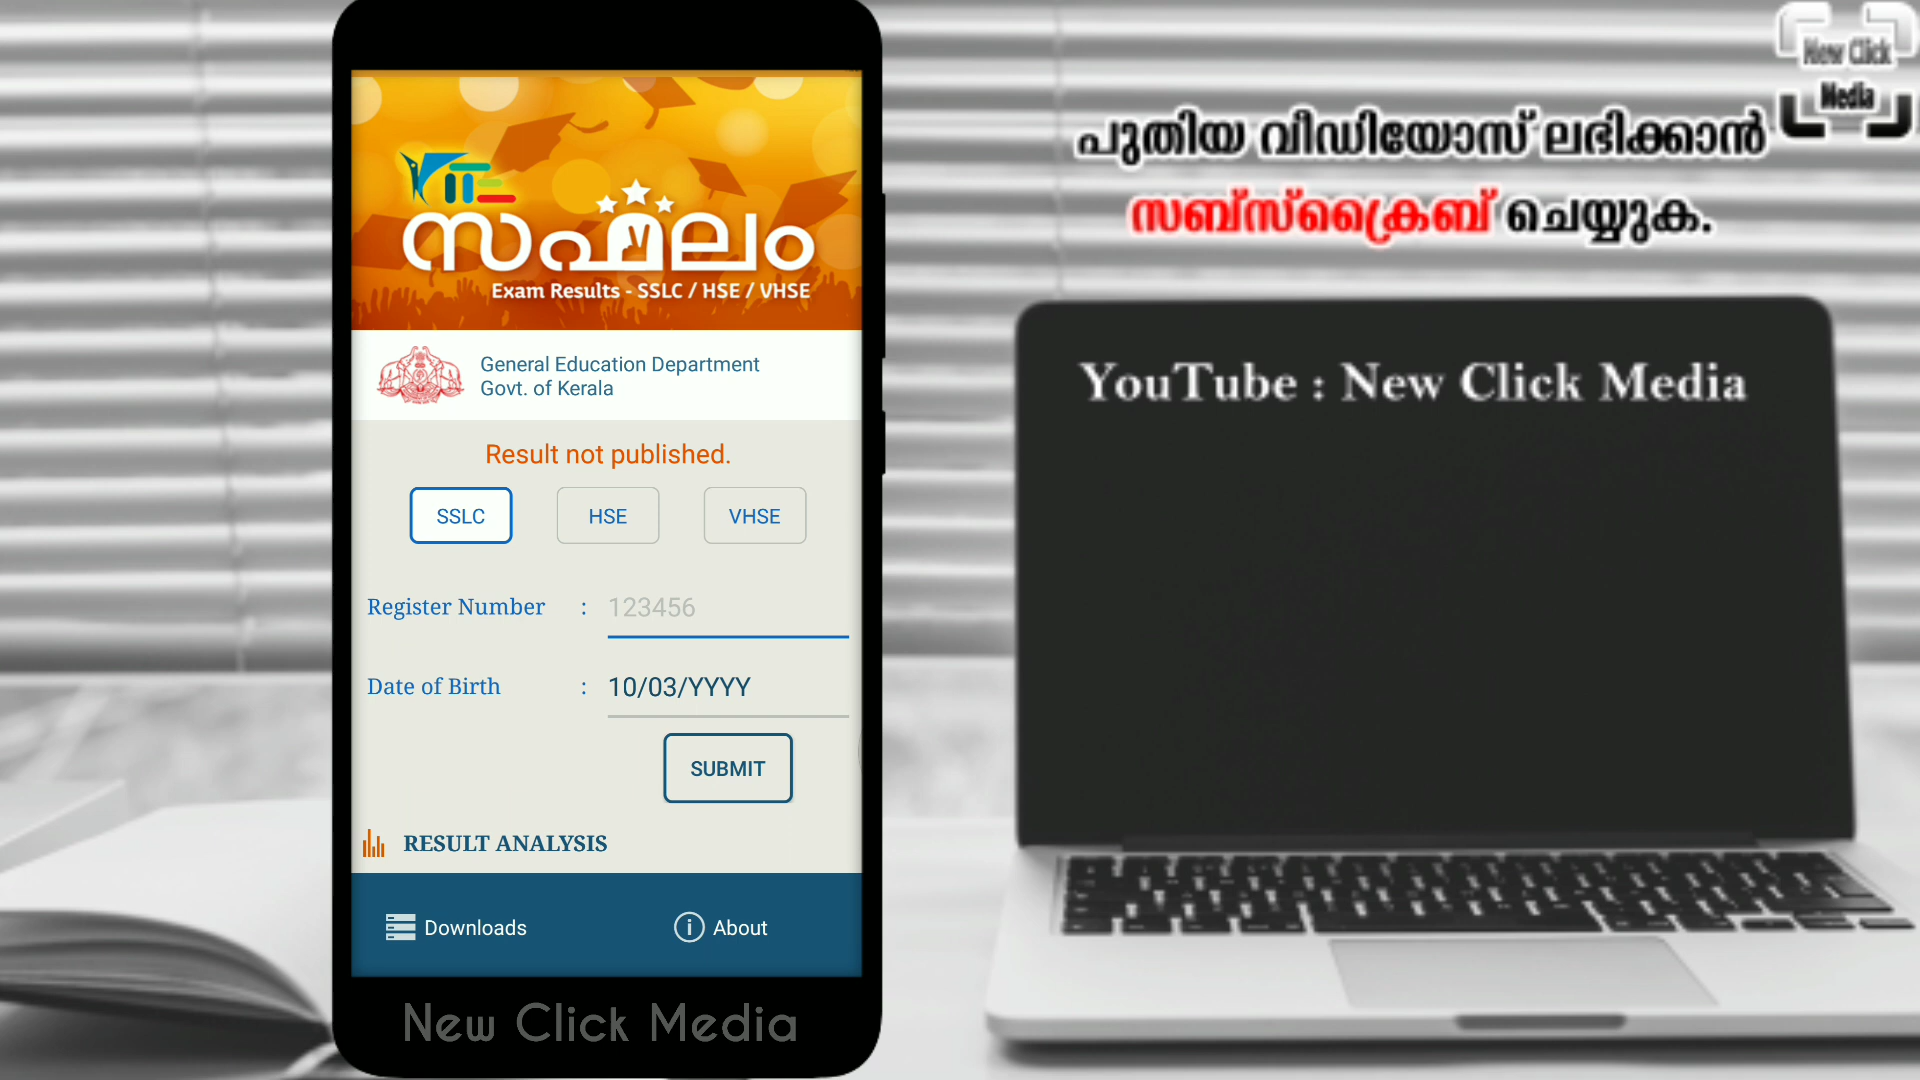 സഫലം
Exam Results - SSLC / HSE / VHSE
General Education Department
Govt. of Kerala
Result not published.
SSLC
HSE
VHSE
Register Number : 123456
Date of Birth : 10/03/YYYY
SUBMIT
RESULT ANALYSIS
Downloads
About
New Click Media
New Click
Media
പുതിയ വീഡിയോസ് ലഭിക്കാൻ
സബ്സ്ക്രൈബ് ചെയ്യുക.
YouTube : New Click Media